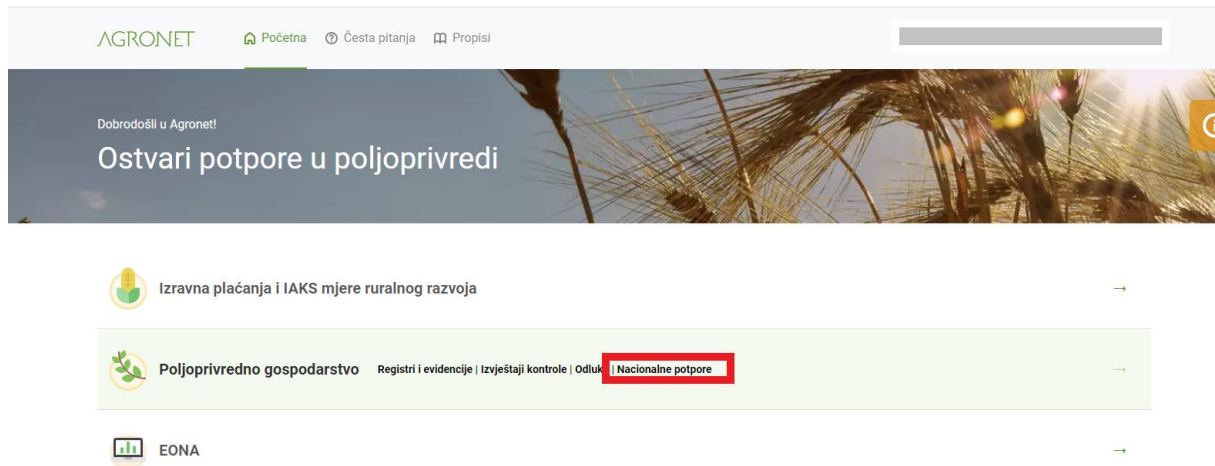 AGRONET Početna Česta pitanja Propisi
Dobrodošli u Agronet!
Ostvari potpore u poljoprivredi
Izravna plaćanja i IAKS mjere ruralnog razvoja →
Poljoprivredno gospodarstvo Registri i evidencije | Izvještaji kontrole | Odluk | Nacionalne potpore →
EONA →